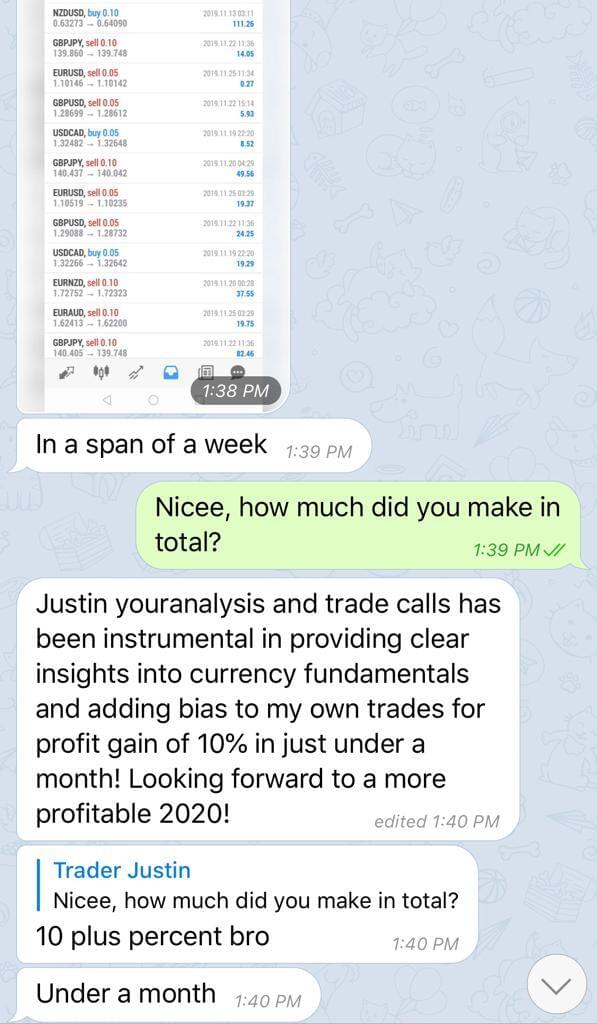 NZDUSD, buy 0.10 2019.11.13 03:11
0.63273 → 0.64090 111.26
GBPJPY, sell 0.10 2019.11.22 11:36
139.860 → 139.748 14.05
EURUSD, sell 0.05 2019.11.25 11:34
1.10146 → 1.10142 0.27
GBPUSD, sell 0.05 2019.11.22 15:14
1.28699 → 1.28612 5.93
USDCAD, buy 0.05 2019.11.19 22:20
1.32482 → 1.32648 8.52
GBPJPY, sell 0.10 2019.11.20 04:29
140.437 → 140.042 49.56
EURUSD, sell 0.05 2019.11.25 03:29
1.10519 → 1.10235 19.37
GBPUSD, sell 0.05 2019.11.22 11:36
1.29088 → 1.28732 24.25
USDCAD, buy 0.05 2019.11.19 22:20
1.32266 → 1.32642 19.29
EURNZD, sell 0.10 2019.11.20 00:28
1.72752 → 1.72323 37.55
EURAUD, sell 0.10 2019.11.25 03:29
1.62413 → 1.62200 19.75
GBPJPY, sell 0.10 2019.11.22 11:36
140.405 → 139.748 82.46
1:38 PM
In a span of a week 1:39 PM
Nicee, how much did you make in
total? 1:39 PM
Justin youranalysis and trade calls has
been instrumental in providing clear
insights into currency fundamentals
and adding bias to my own trades for
profit gain of 10% in just under a
month! Looking forward to a more
profitable 2020! edited 1:40 PM
Trader Justin
Nicee, how much did you make in total?
10 plus percent bro 1:40 PM
Under a month 1:40 PM